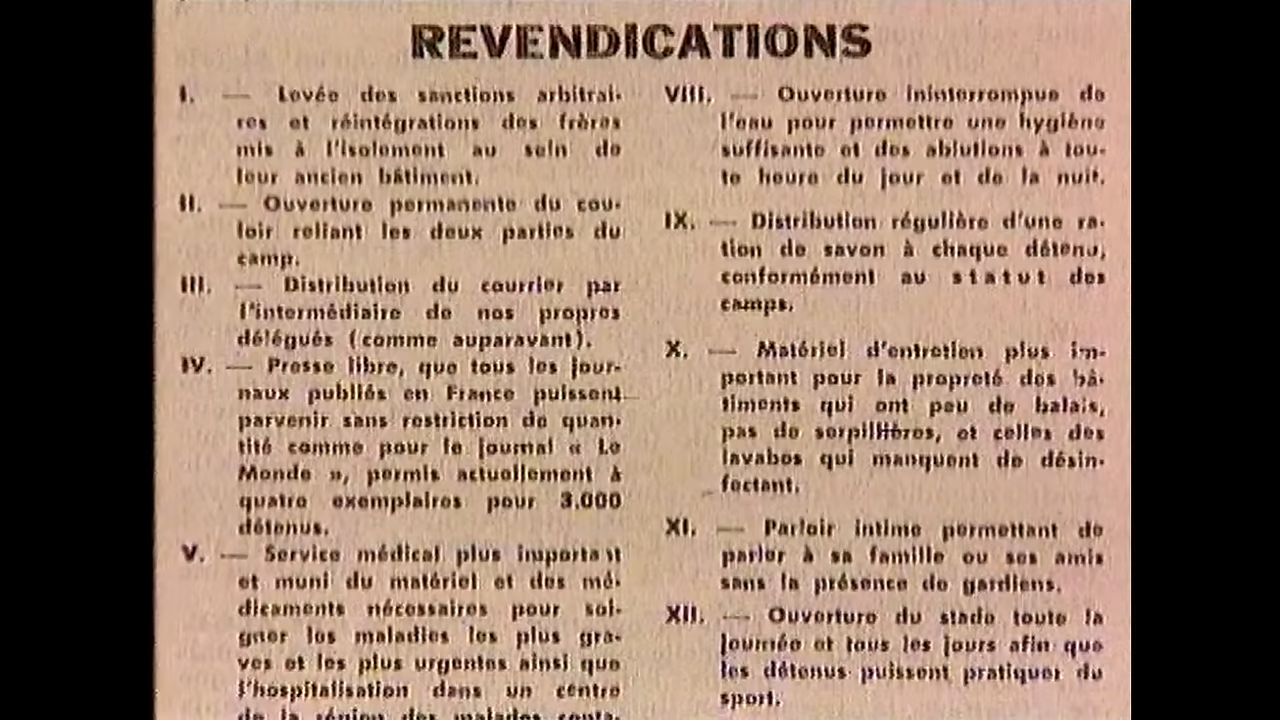 REVENDICATIONS
I. — Levée des sanctions arbitrai-
res et réintégrations des frères
mis à l'isolement au sein de
leur ancien bâtiment.
II. — Ouverture permanente du cou-
loir reliant les deux parties du
camp.
III. — Distribution du courrier par
l'intermédiaire de nos propres
délégués (comme auparavant).
IV. — Presse libre, que tous les jour-
naux publiés en France puissent
parvenir sans restriction de quan-
tité comme pour le journal « Le
Monde », permis actuellement à
quatre exemplaires pour 3.000
détenus.
V. — Service médical plus important
et muni du matériel et des mé-
dicaments nécessaires pour soi-
gner les maladies les plus gra-
ves et les plus urgentes ainsi que
l'hospitalisation dans un centre
de la région des malades conta-
VIII. — Ouverture ininterrompue de
l'eau pour permettre une hygiène
suffisante et des ablutions à tou-
te heure du jour et de la nuit.
IX. — Distribution régulière d'une ra-
tion de savon à chaque détenu,
conformément au statut des
camps.
X. — Matériel d'entretien plus im-
portant pour la propreté des bâ-
timents qui ont peu de balais,
pas de serpillières, et celles des
lavabos qui manquent de désin-
fectant.
XI. — Parloir intime permettant de
parler à sa famille ou ses amis
sans la présence de gardiens.
XII. — Ouverture du stade toute la
journée et tous les jours afin que
les détenus puissent pratiquer du
sport.